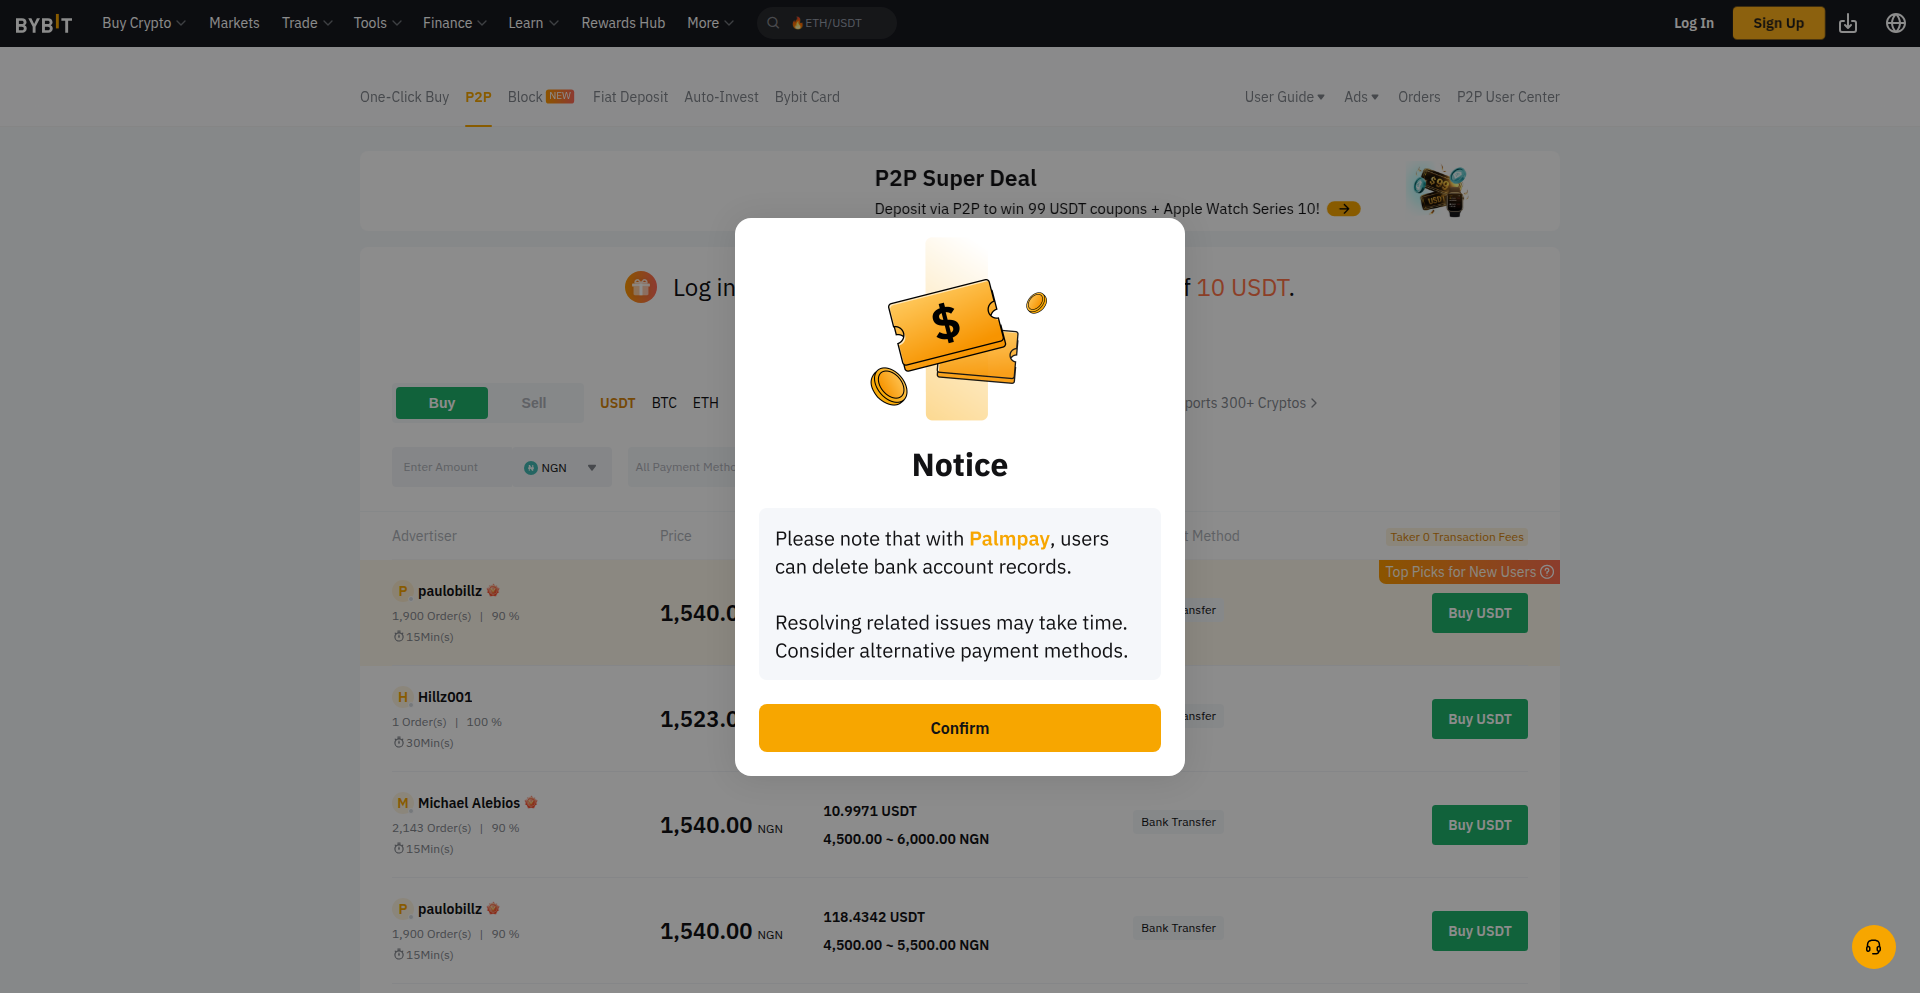 BYBIT
Buy Crypto
Markets
Trade
Tools
Finance
Learn
Rewards Hub
More
ETH/USDT
Log In
Sign Up
One-Click Buy
P2P
Block NEW
Fiat Deposit
Auto-Invest
Bybit Card
User Guide
Ads
Orders
P2P User Center
P2P Super Deal
Deposit via P2P to win 99 USDT coupons + Apple Watch Series 10!
Log in
10 USDT.
$
Notice
Please note that with Palmpay, users
can delete bank account records.
Resolving related issues may take time.
Consider alternative payment methods.
Confirm
Buy
Sell
USDT
BTC
ETH
ports 300+ Cryptos
Enter Amount
NGN
All Payment Metho
Advertiser
Price
t Method
Taker 0 Transaction Fees
Top Picks for New Users
P paulobillz
1,900 Order(s) | 90 %
15Min(s)
1,540.0
ansfer
Buy USDT
H Hillz001
1 Order(s) | 100 %
30Min(s)
1,523.0
ansfer
Buy USDT
M Michael Alebios
2,143 Order(s) | 90 %
15Min(s)
1,540.00 NGN
10.9971 USDT
4,500.00 ~ 6,000.00 NGN
Bank Transfer
Buy USDT
P paulobillz
1,900 Order(s) | 90 %
15Min(s)
1,540.00 NGN
118.4342 USDT
4,500.00 ~ 5,500.00 NGN
Bank Transfer
Buy USDT